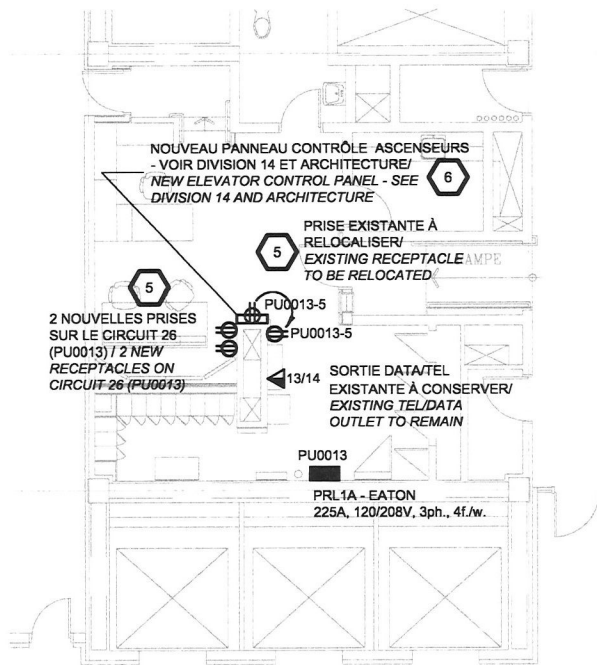 NOUVEAU PANNEAU CONTRÔLE ASCENSEURS
- VOIR DIVISION 14 ET ARCHITECTURE/
NEW ELEVATOR CONTROL PANEL - SEE
DIVISION 14 AND ARCHITECTURE
6
PRISE EXISTANTE À
RELOCALISER/
EXISTING RECEPTACLE
TO BE RELOCATED
5
AMPE
5
2 NOUVELLES PRISES
SUR LE CIRCUIT 26
(PU0013) / 2 NEW
RECEPTACLES ON
CIRCUIT 26 (PU0013)
PU0013-5
PU0013-5
13/14
SORTIE DATA/TEL
EXISTANTE À CONSERVER/
EXISTING TEL/DATA
OUTLET TO REMAIN
PU0013
PRL1A - EATON
225A, 120/208V, 3ph., 4f./w.